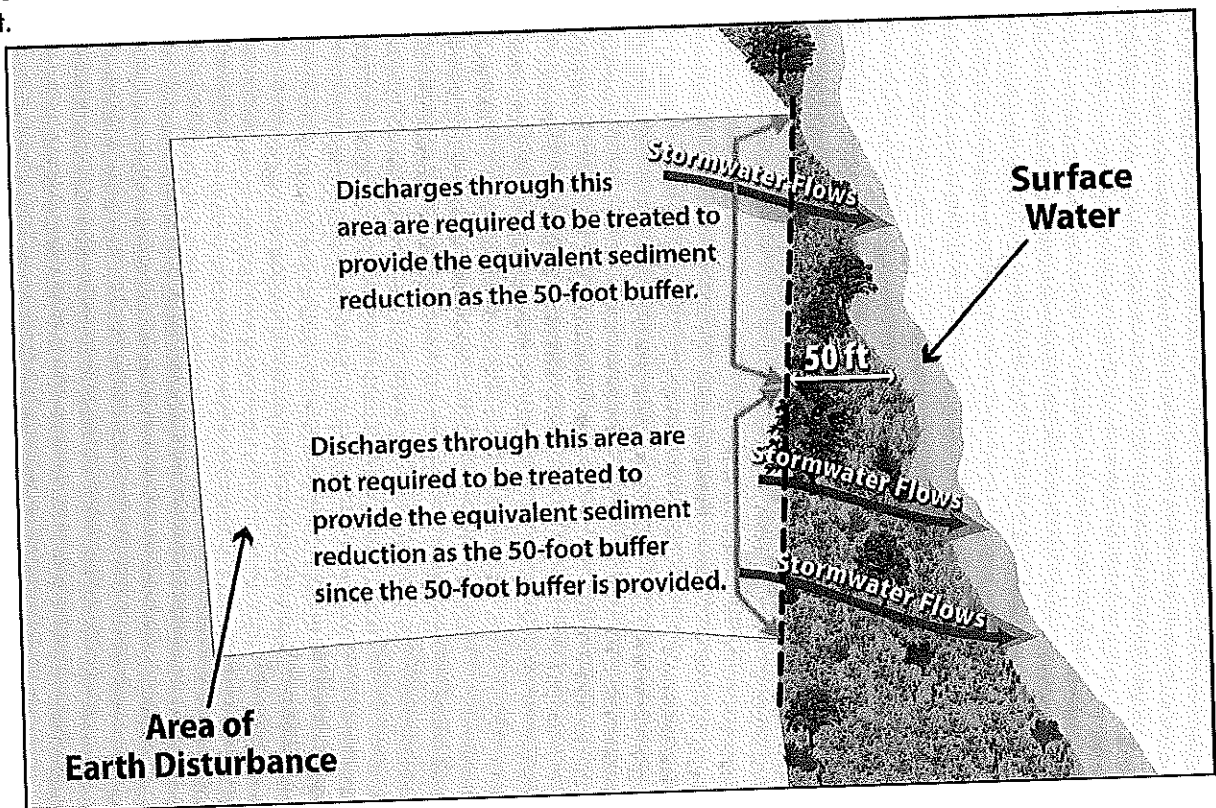 Discharges through this
area are required to be treated to
provide the equivalent sediment
reduction as the 50-foot buffer.
Stormwater Flows
Surface
Water
50 ft
Discharges through this area are
not required to be treated to
provide the equivalent sediment
reduction as the 50-foot buffer
since the 50-foot buffer is provided.
Stormwater Flows
Stormwater Flows
Area of
Earth Disturbance